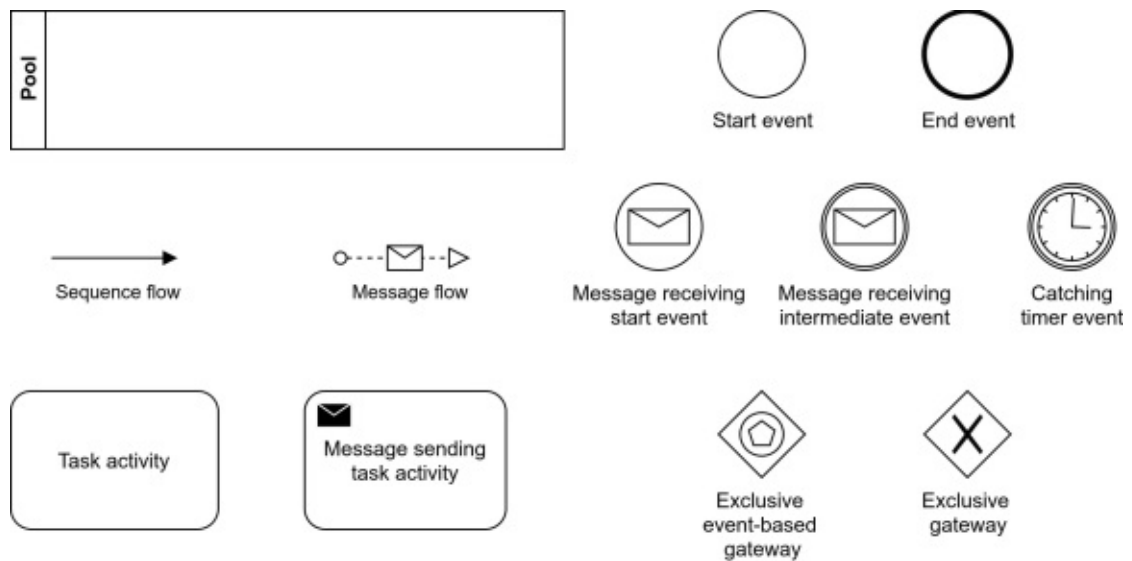 Pool
Start event
End event
Sequence flow
Message flow
Message receiving
start event
Message receiving
intermediate event
Catching
timer event
Task activity
Message sending
task activity
Exclusive
event-based
gateway
Exclusive
gateway